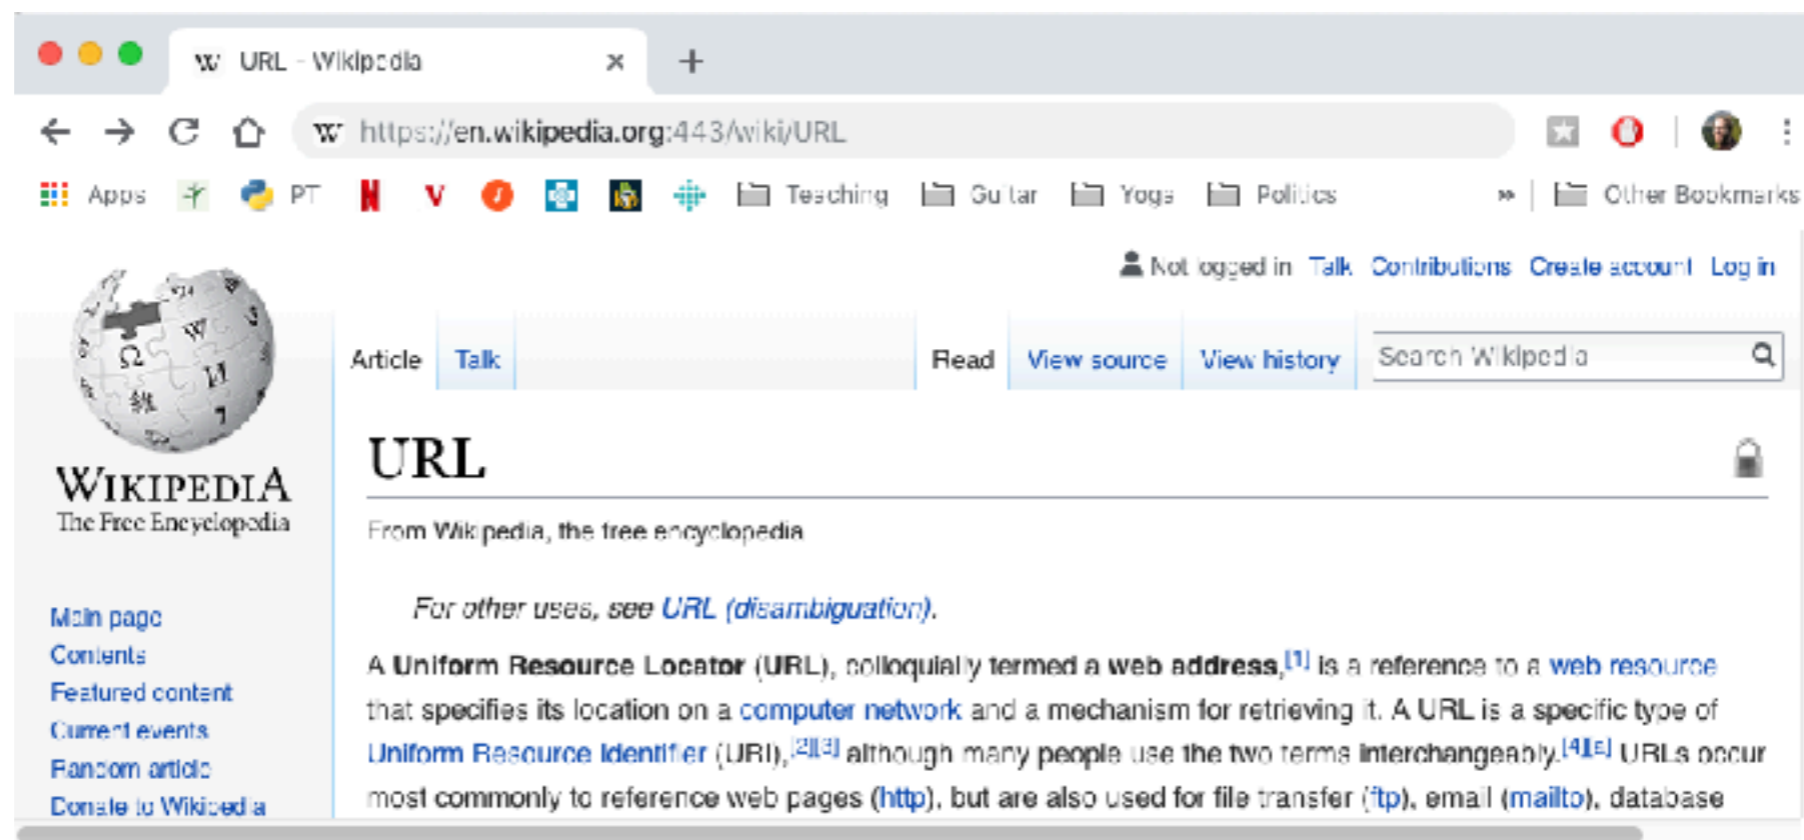 URL - Wikipedia
https://en.wikipedia.org:443/wiki/URL
Apps PT Teaching Guitar Yoga Politics » Other Bookmarks
Not logged in Talk Contributions Create account Log in
Article Talk Read View source View history Search Wikipedia
WIKIPEDIA
The Free Encyclopedia
URL
From Wikipedia, the free encyclopedia
For other uses, see URL (disambiguation).
Main page
Contents
Featured content
Current events
Random article
Donate to Wikipedia
A Uniform Resource Locator (URL), colloquially termed a web address,[1] is a reference to a web resource
that specifies its location on a computer network and a mechanism for retrieving it. A URL is a specific type of
Uniform Resource Identifier (URI),[2][3] although many people use the two terms interchangeably.[4][a] URLs occur
most commonly to reference web pages (http), but are also used for file transfer (ftp), email (mailto), database